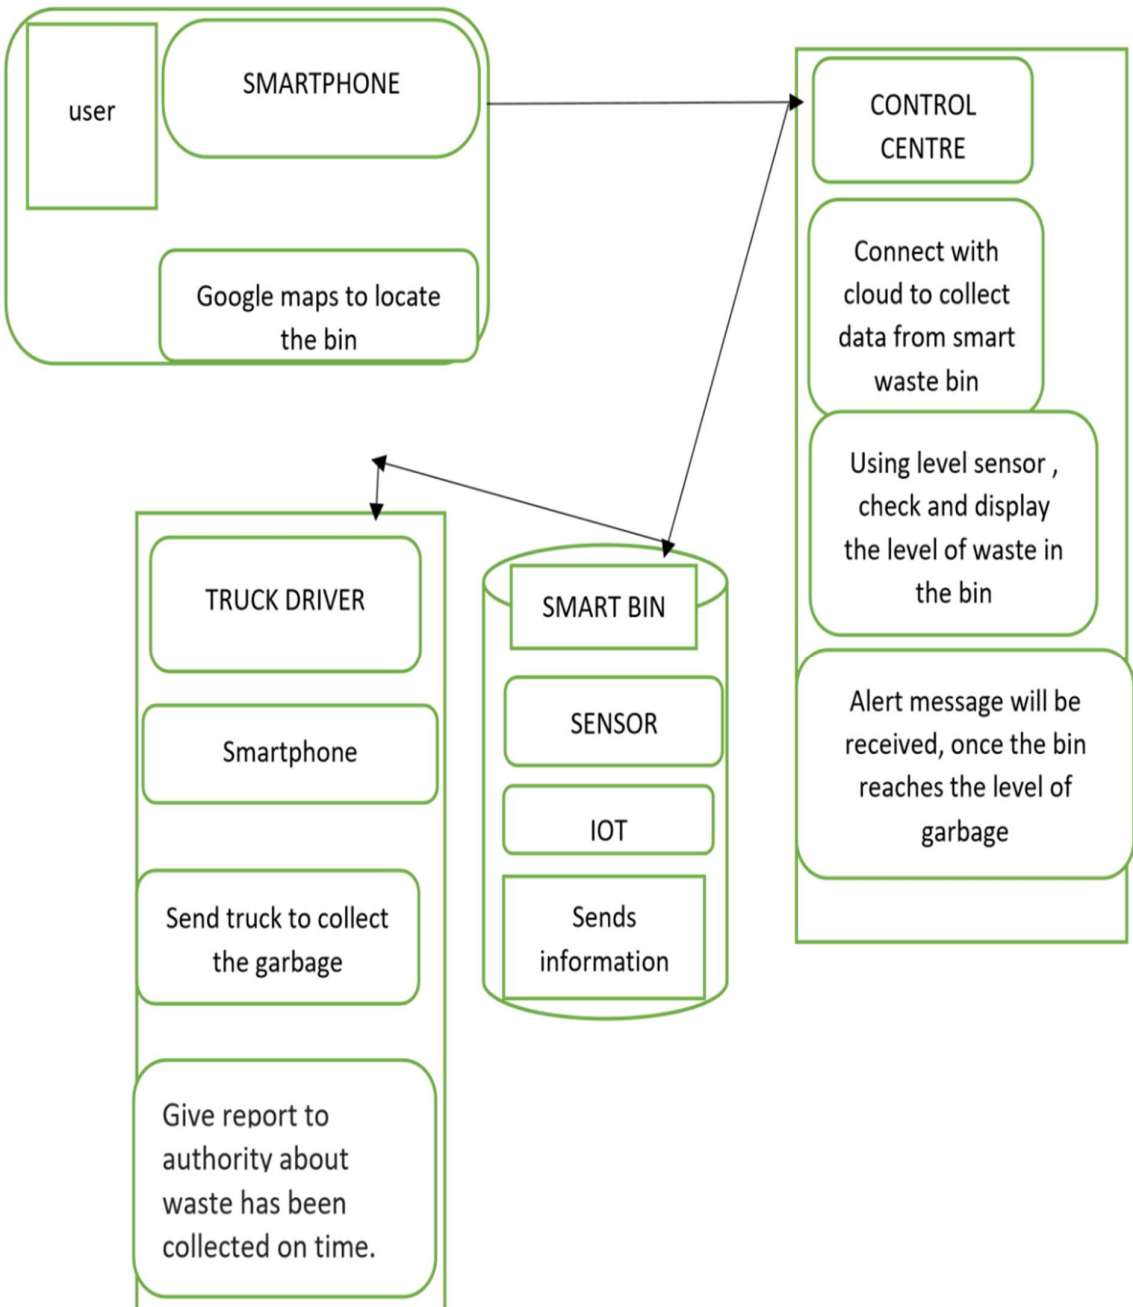 user
SMARTPHONE
Google maps to locate
the bin
CONTROL
CENTRE
Connect with
cloud to collect
data from smart
waste bin
Using level sensor ,
check and display
the level of waste in
the bin
Alert message will be
received, once the bin
reaches the level of
garbage
TRUCK DRIVER
Smartphone
Send truck to collect
the garbage
Give report to
authority about
waste has been
collected on time.
SMART BIN
SENSOR
IOT
Sends
information